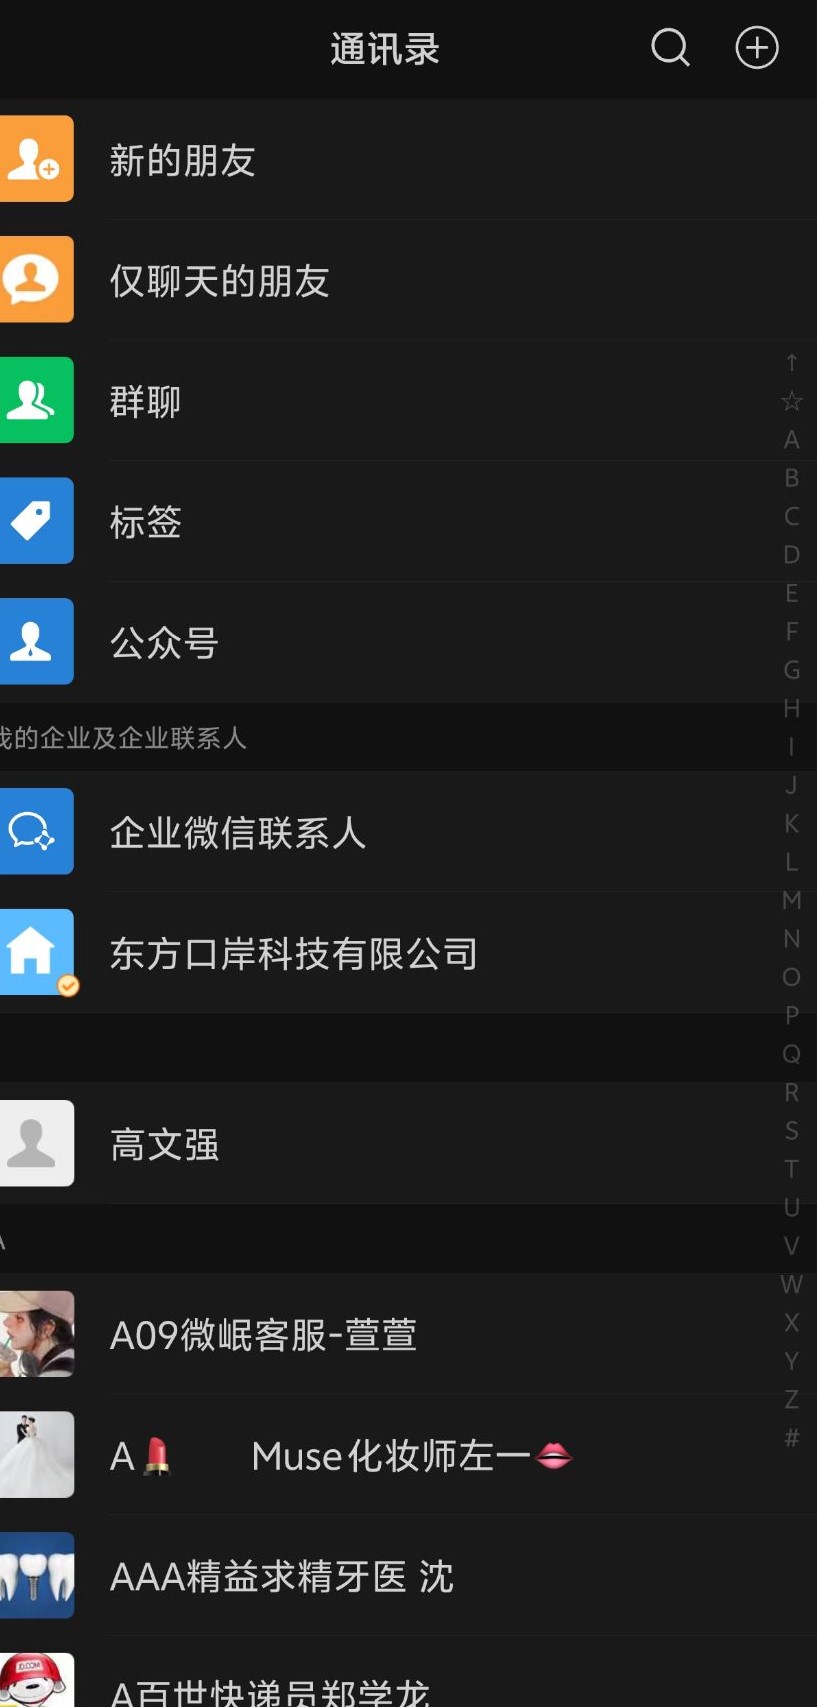 通讯录
新的朋友
仅聊天的朋友
群聊
标签
公众号
我的企业及企业联系人
企业微信联系人
东方口岸科技有限公司
高文强
A
A09微岷客服-萱萱
A💄 Muse化妆师左一👄
AAA精益求精牙医 沈
JD.COM
A百世快递员郑学龙
↑
☆
A
B
C
D
E
F
G
H
I
J
K
L
M
N
O
P
Q
R
S
T
U
V
W
X
Y
Z
#